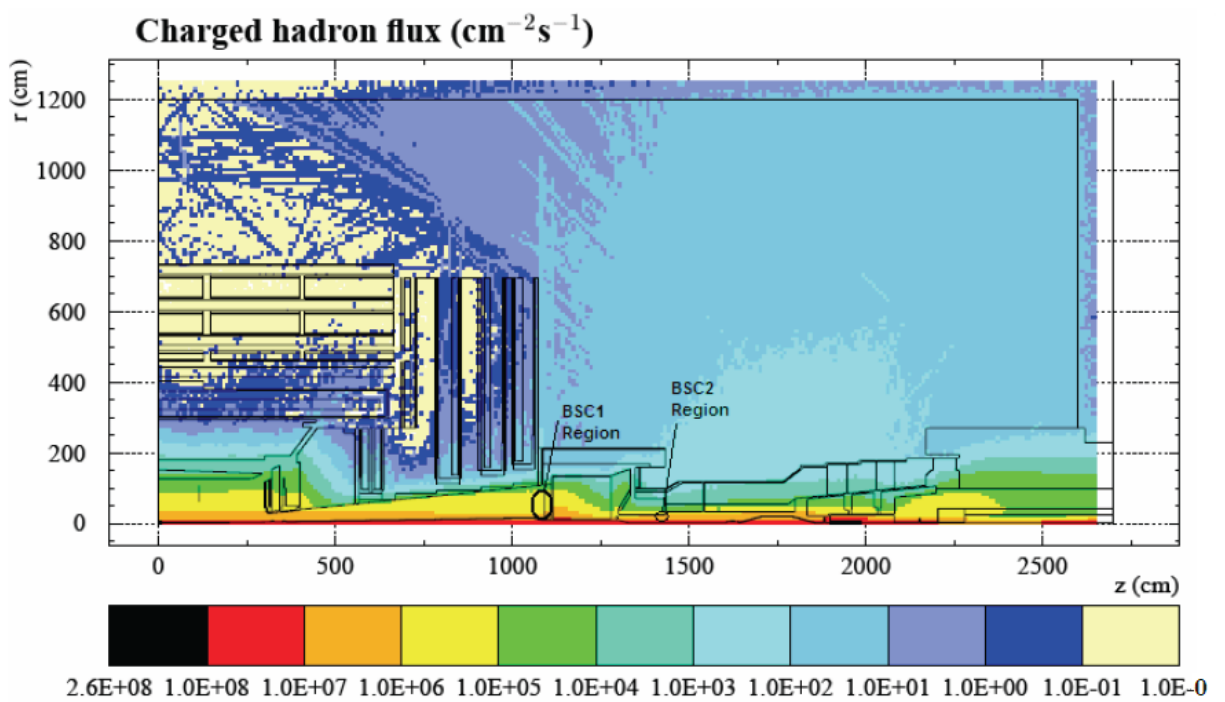 Charged hadron flux (cm⁻²s⁻¹)
r (cm)
1200
1000
800
600
400
200
0
BSC1
Region
BSC2
Region
0 500 1000 1500 2000 2500
z (cm)
2.6E+08 1.0E+08 1.0E+07 1.0E+06 1.0E+05 1.0E+04 1.0E+03 1.0E+02 1.0E+01 1.0E+00 1.0E-01 1.0E-0